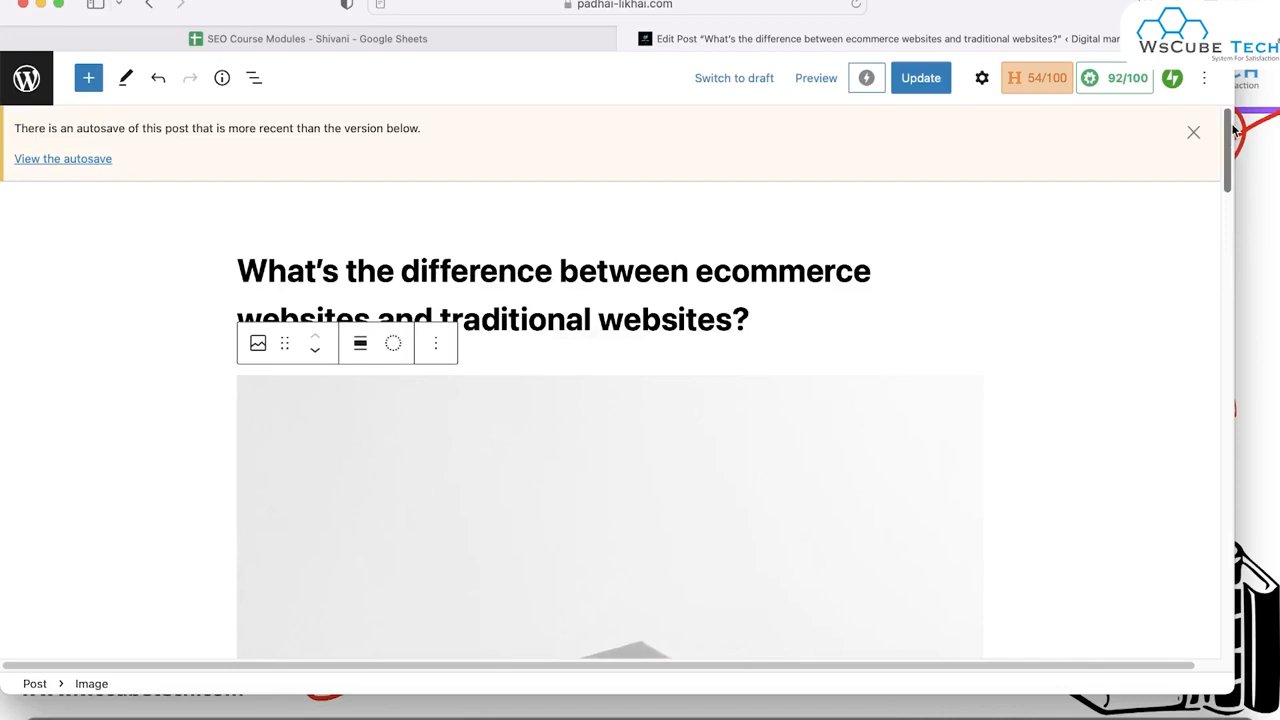 padhai-likhai.com
SEO Course Modules - Shivani - Google Sheets
Edit Post "What's the difference between ecommerce websites and traditional websites?" ‹ Digital mar
WsCube Tech
System For Satisfaction
Switch to draft
Preview
Update
54/100
92/100
There is an autosave of this post that is more recent than the version below.
View the autosave
What's the difference between ecommerce
websites and traditional websites?
Post > Image